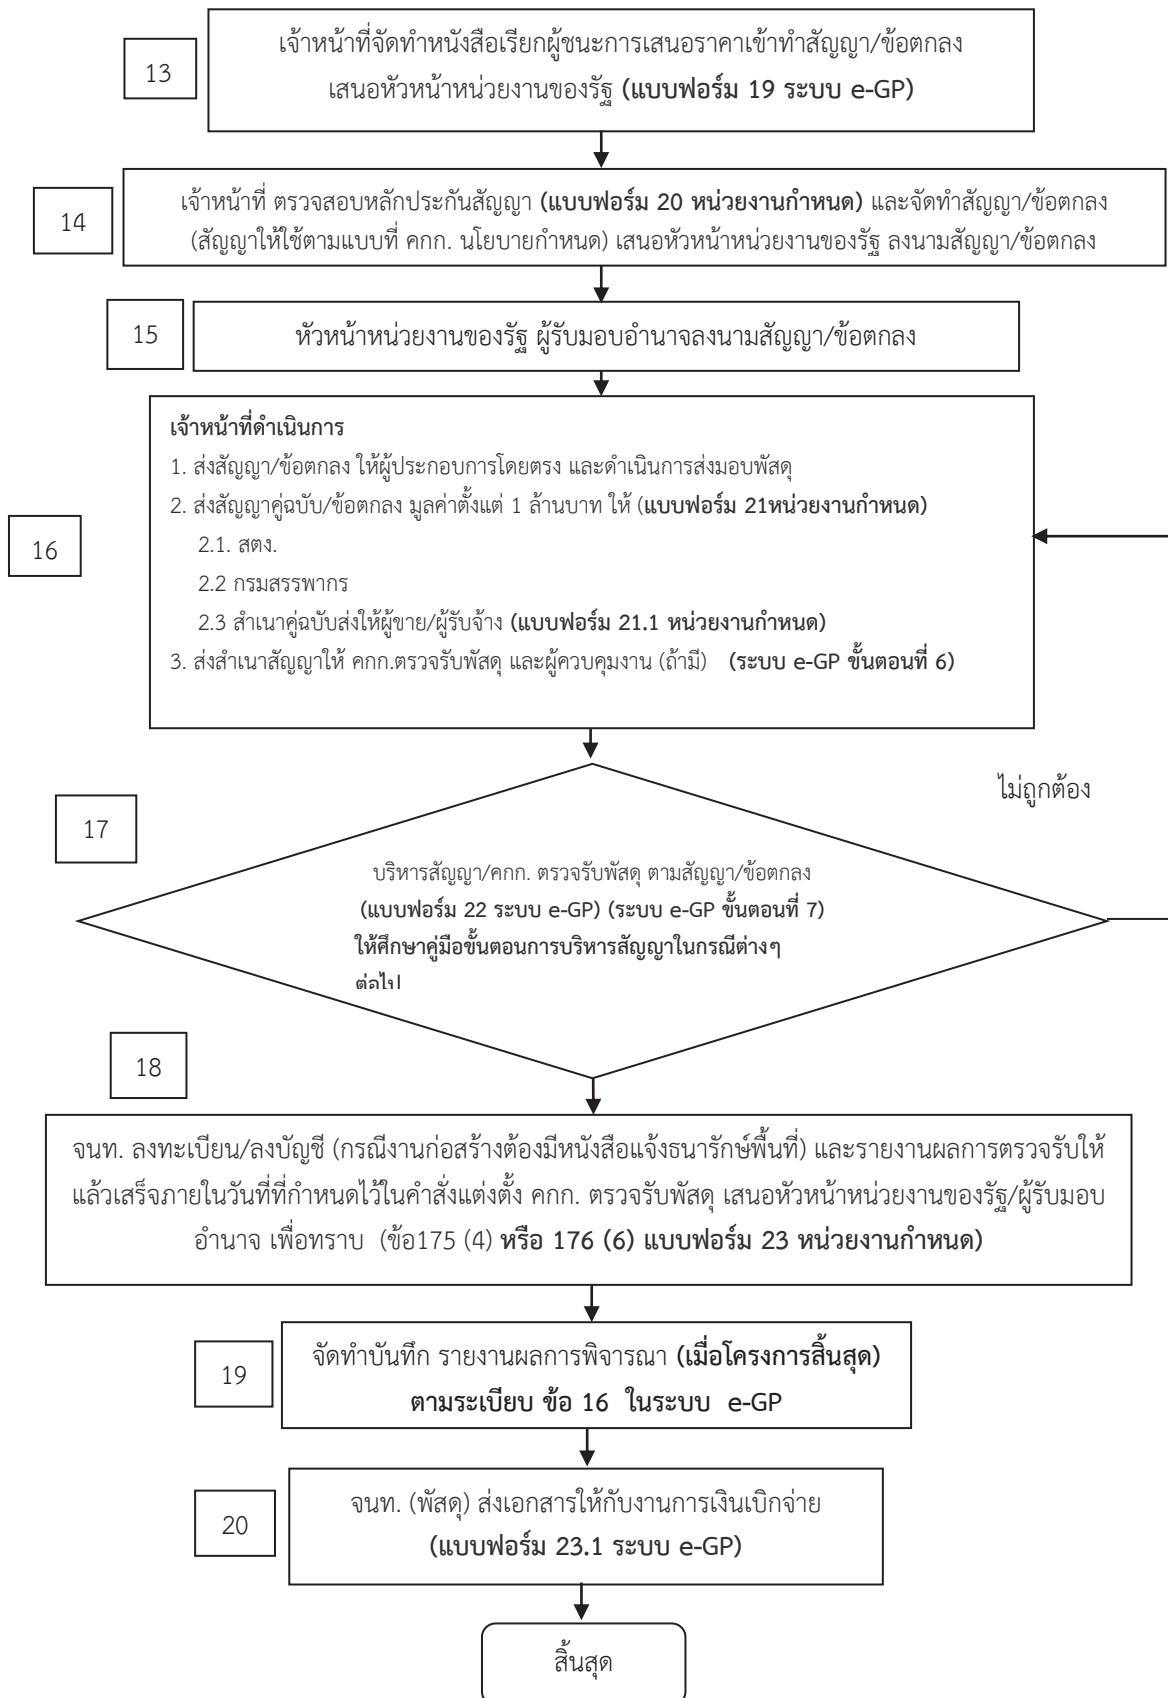 13
เจ้าหน้าที่จัดทำหนังสือเรียกผู้ชนะการเสนอราคาเข้าทำสัญญา/ข้อตกลง
เสนอหัวหน้าหน่วยงานของรัฐ (แบบฟอร์ม 19 ระบบ e-GP)
14
เจ้าหน้าที่ ตรวจสอบหลักประกันสัญญา (แบบฟอร์ม 20 หน่วยงานกำหนด) และจัดทำสัญญา/ข้อตกลง
(สัญญาให้ใช้ตามแบบที่ คกก. นโยบายกำหนด) เสนอหัวหน้าหน่วยงานของรัฐ ลงนามสัญญา/ข้อตกลง
15
หัวหน้าหน่วยงานของรัฐ ผู้รับมอบอำนาจลงนามสัญญา/ข้อตกลง
16
เจ้าหน้าที่ดำเนินการ
1. ส่งสัญญา/ข้อตกลง ให้ผู้ประกอบการโดยตรง และดำเนินการส่งมอบพัสดุ
2. ส่งสัญญาคู่ฉบับ/ข้อตกลง มูลค่าตั้งแต่ 1 ล้านบาท ให้ (แบบฟอร์ม 21หน่วยงานกำหนด)
2.1. สตง.
2.2 กรมสรรพากร
2.3 สำเนาคู่ฉบับส่งให้ผู้ขาย/ผู้รับจ้าง (แบบฟอร์ม 21.1 หน่วยงานกำหนด)
3. ส่งสำเนาสัญญาให้ คกก.ตรวจรับพัสดุ และผู้ควบคุมงาน (ถ้ามี) (ระบบ e-GP ขั้นตอนที่ 6)
ไม่ถูกต้อง
17
บริหารสัญญา/คกก. ตรวจรับพัสดุ ตามสัญญา/ข้อตกลง
(แบบฟอร์ม 22 ระบบ e-GP) (ระบบ e-GP ขั้นตอนที่ 7)
ให้ศึกษาคู่มือขั้นตอนการบริหารสัญญาในกรณีต่างๆ
ต่อไป
18
จนท. ลงทะเบียน/ลงบัญชี (กรณีงานก่อสร้างต้องมีหนังสือแจ้งธนารักษ์พื้นที่) และรายงานผลการตรวจรับให้
แล้วเสร็จภายในวันที่ที่กำหนดไว้ในคำสั่งแต่งตั้ง คกก. ตรวจรับพัสดุ เสนอหัวหน้าหน่วยงานของรัฐ/ผู้รับมอบ
อำนาจ เพื่อทราบ (ข้อ175 (4) หรือ 176 (6) แบบฟอร์ม 23 หน่วยงานกำหนด)
19
จัดทำบันทึก รายงานผลการพิจารณา (เมื่อโครงการสิ้นสุด)
ตามระเบียบ ข้อ 16 ในระบบ e-GP
20
จนท. (พัสดุ) ส่งเอกสารให้กับงานการเงินเบิกจ่าย
(แบบฟอร์ม 23.1 ระบบ e-GP)
สิ้นสุด